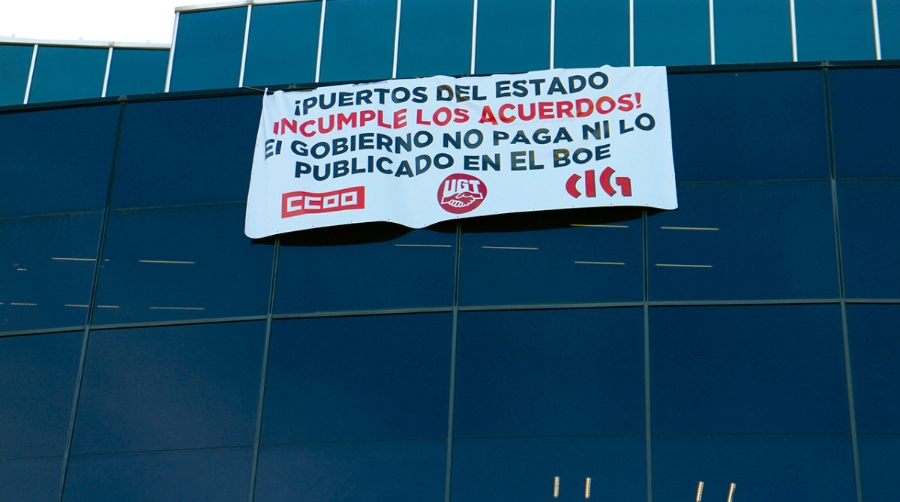 ¡PUERTOS DEL ESTADO
INCUMPLE LOS ACUERDOS!
El GOBIERNO NO PAGA NI LO
PUBLICADO EN EL BOE
CCOO UGT CIG